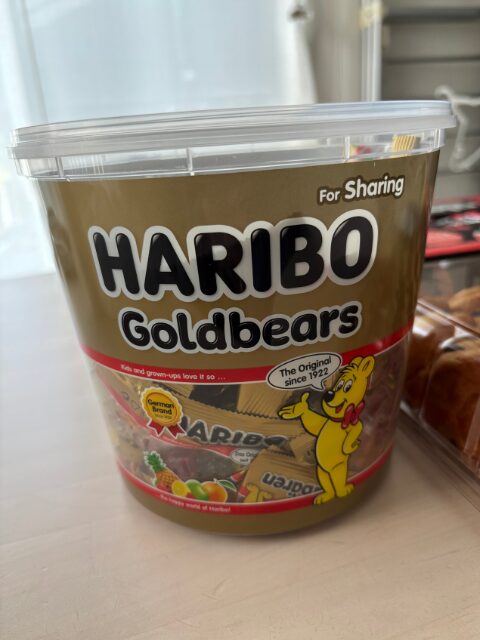 For Sharing
HARIBO
Goldbears
Kids and grown-ups love it so ...
The Original
since 1922
German
Brand
HARIBO
bären
the happy world of Haribo!